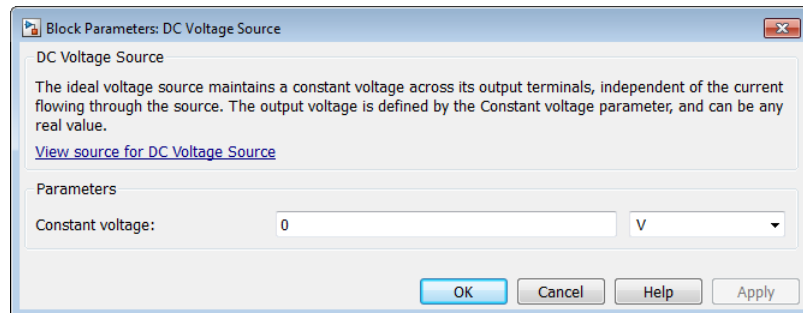 Block Parameters: DC Voltage Source
DC Voltage Source
The ideal voltage source maintains a constant voltage across its output terminals, independent of the current
flowing through the source. The output voltage is defined by the Constant voltage parameter, and can be any
real value.
View source for DC Voltage Source
Parameters
Constant voltage: 0 V
OK Cancel Help Apply